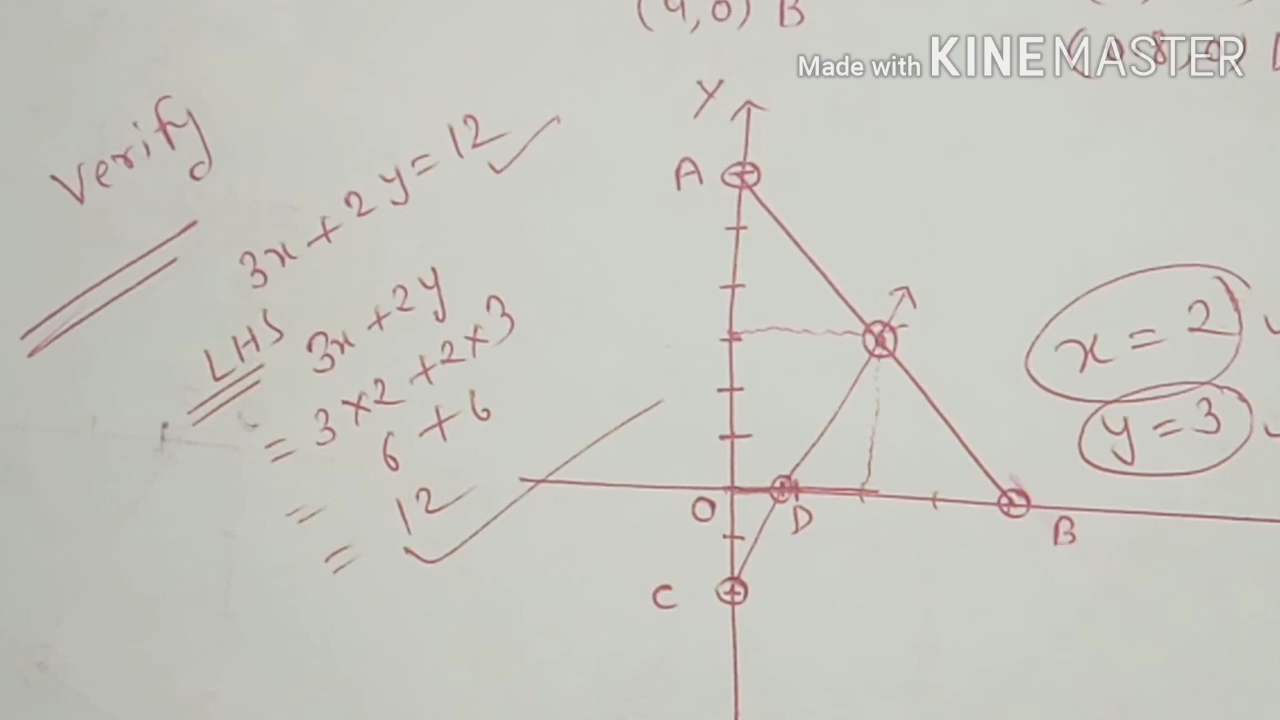 (4,0) B
Made with KINEMASTER
Verify
3x + 2y = 12
LHS 3x + 2y
= 3×2 + 2×3
= 6 + 6
= 12
Y
A
O
D
B
C
x = 2
y = 3